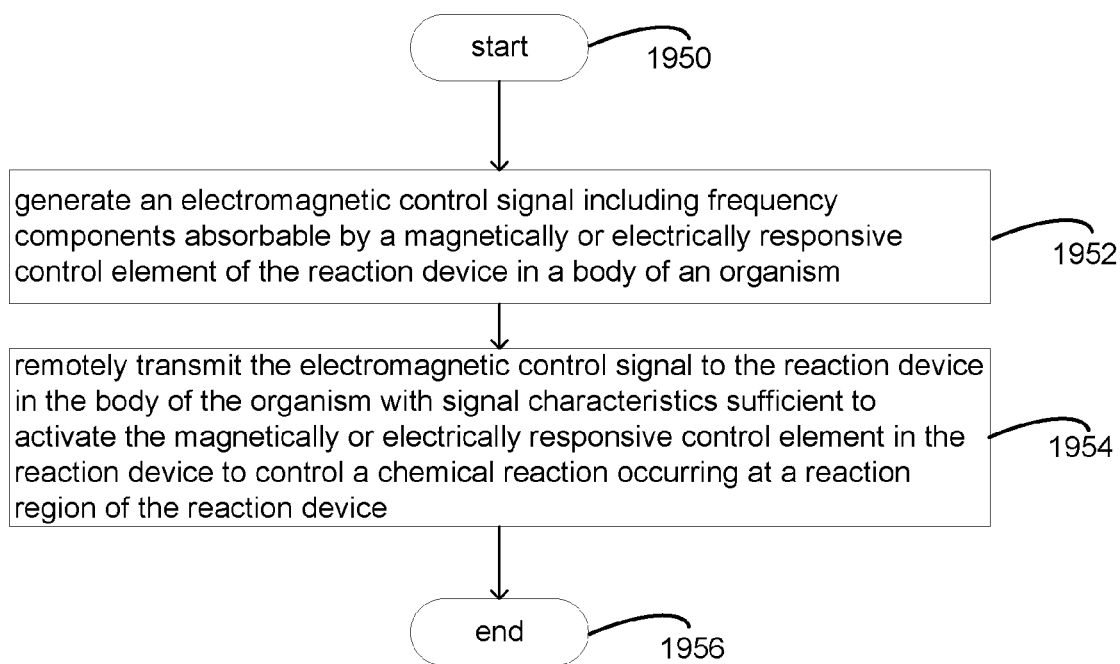 start
1950
generate an electromagnetic control signal including frequency
components absorbable by a magnetically or electrically responsive
control element of the reaction device in a body of an organism
1952
remotely transmit the electromagnetic control signal to the reaction device
in the body of the organism with signal characteristics sufficient to
activate the magnetically or electrically responsive control element in the
reaction device to control a chemical reaction occurring at a reaction
region of the reaction device
1954
end
1956